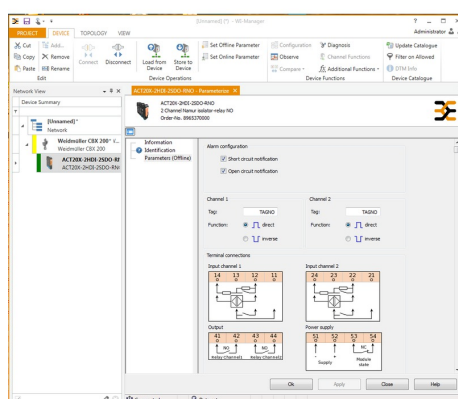 [Unnamed] (*) - WI-Manager
PROJECT DEVICE TOPOLOGY VIEW
Administrator
Cut Add...
Copy Remove
Paste Rename
Connect Disconnect
Load from Device Store to Device
Set Offline Parameter
Set Online Parameter
Configuration Diagnosis
Observe Channel Functions
Compare Additional Functions
Update Catalogue
Filter on Allowed
DTM Info
Edit Device Operations Device Functions Device Catalogue
Network View
Device Summary
[Unnamed]*
Network
Weidmüller CBX 200*
Weidmüller CBX 200
ACT20X-2HDI-2SDO-RN
ACT20X-2HDI-2SDO-RN
ACT20X-2HDI-2SDO-RNO - Parameterize
ACT20X-2HDI-2SDO-RNO
2-Channel Namur isolator-relay NO
Order-No. 8965370000
Information
Identification
Parameters (Offline)
Alarm configuration
Short circuit notification
Open circuit notification
Channel 1 Channel 2
Tag: TAGNO Tag: TAGNO
Function: direct Function: direct
inverse inverse
Terminal connections
Input channel 1 Input channel 2
14 13 12 11 24 23 22 21
Output Power supply
41 42 43 44 51 52 53 54
NO NO NC
Relay Channel1 Relay Channel2 Supply Failure state
Ok Apply Close Help